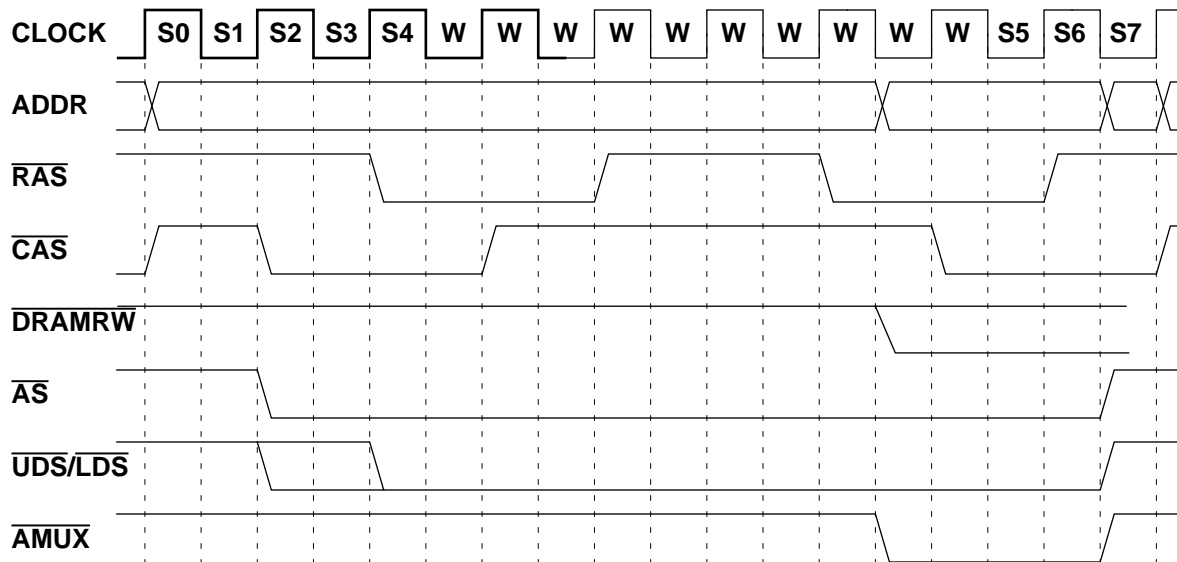 CLOCK S0 S1 S2 S3 S4 W W W W W W W W W W S5 S6 S7
ADDR
RAS
CAS
DRAMRW
AS
UDS/LDS
AMUX